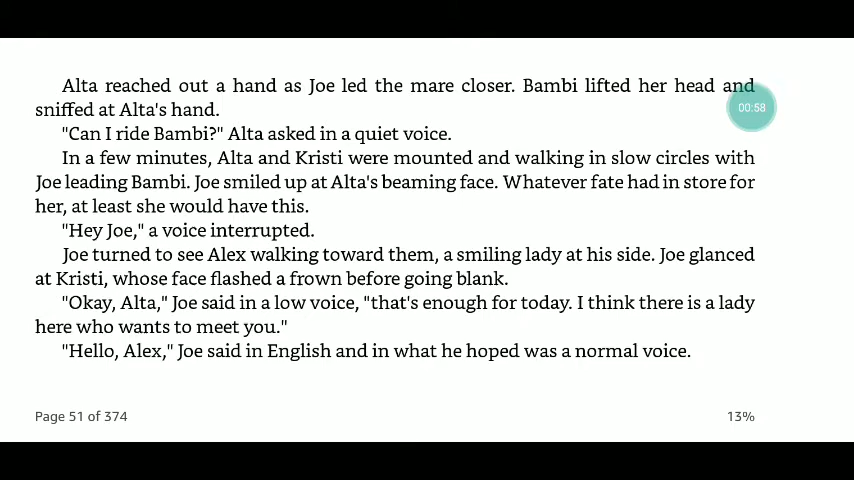 Alta reached out a hand as Joe led the mare closer. Bambi lifted her head and
sniffed at Alta's hand.
00:58
"Can I ride Bambi?" Alta asked in a quiet voice.
In a few minutes, Alta and Kristi were mounted and walking in slow circles with
Joe leading Bambi. Joe smiled up at Alta's beaming face. Whatever fate had in store for
her, at least she would have this.
"Hey Joe," a voice interrupted.
Joe turned to see Alex walking toward them, a smiling lady at his side. Joe glanced
at Kristi, whose face flashed a frown before going blank.
"Okay, Alta," Joe said in a low voice, "that's enough for today. I think there is a lady
here who wants to meet you."
"Hello, Alex," Joe said in English and in what he hoped was a normal voice.
Page 51 of 374
13%